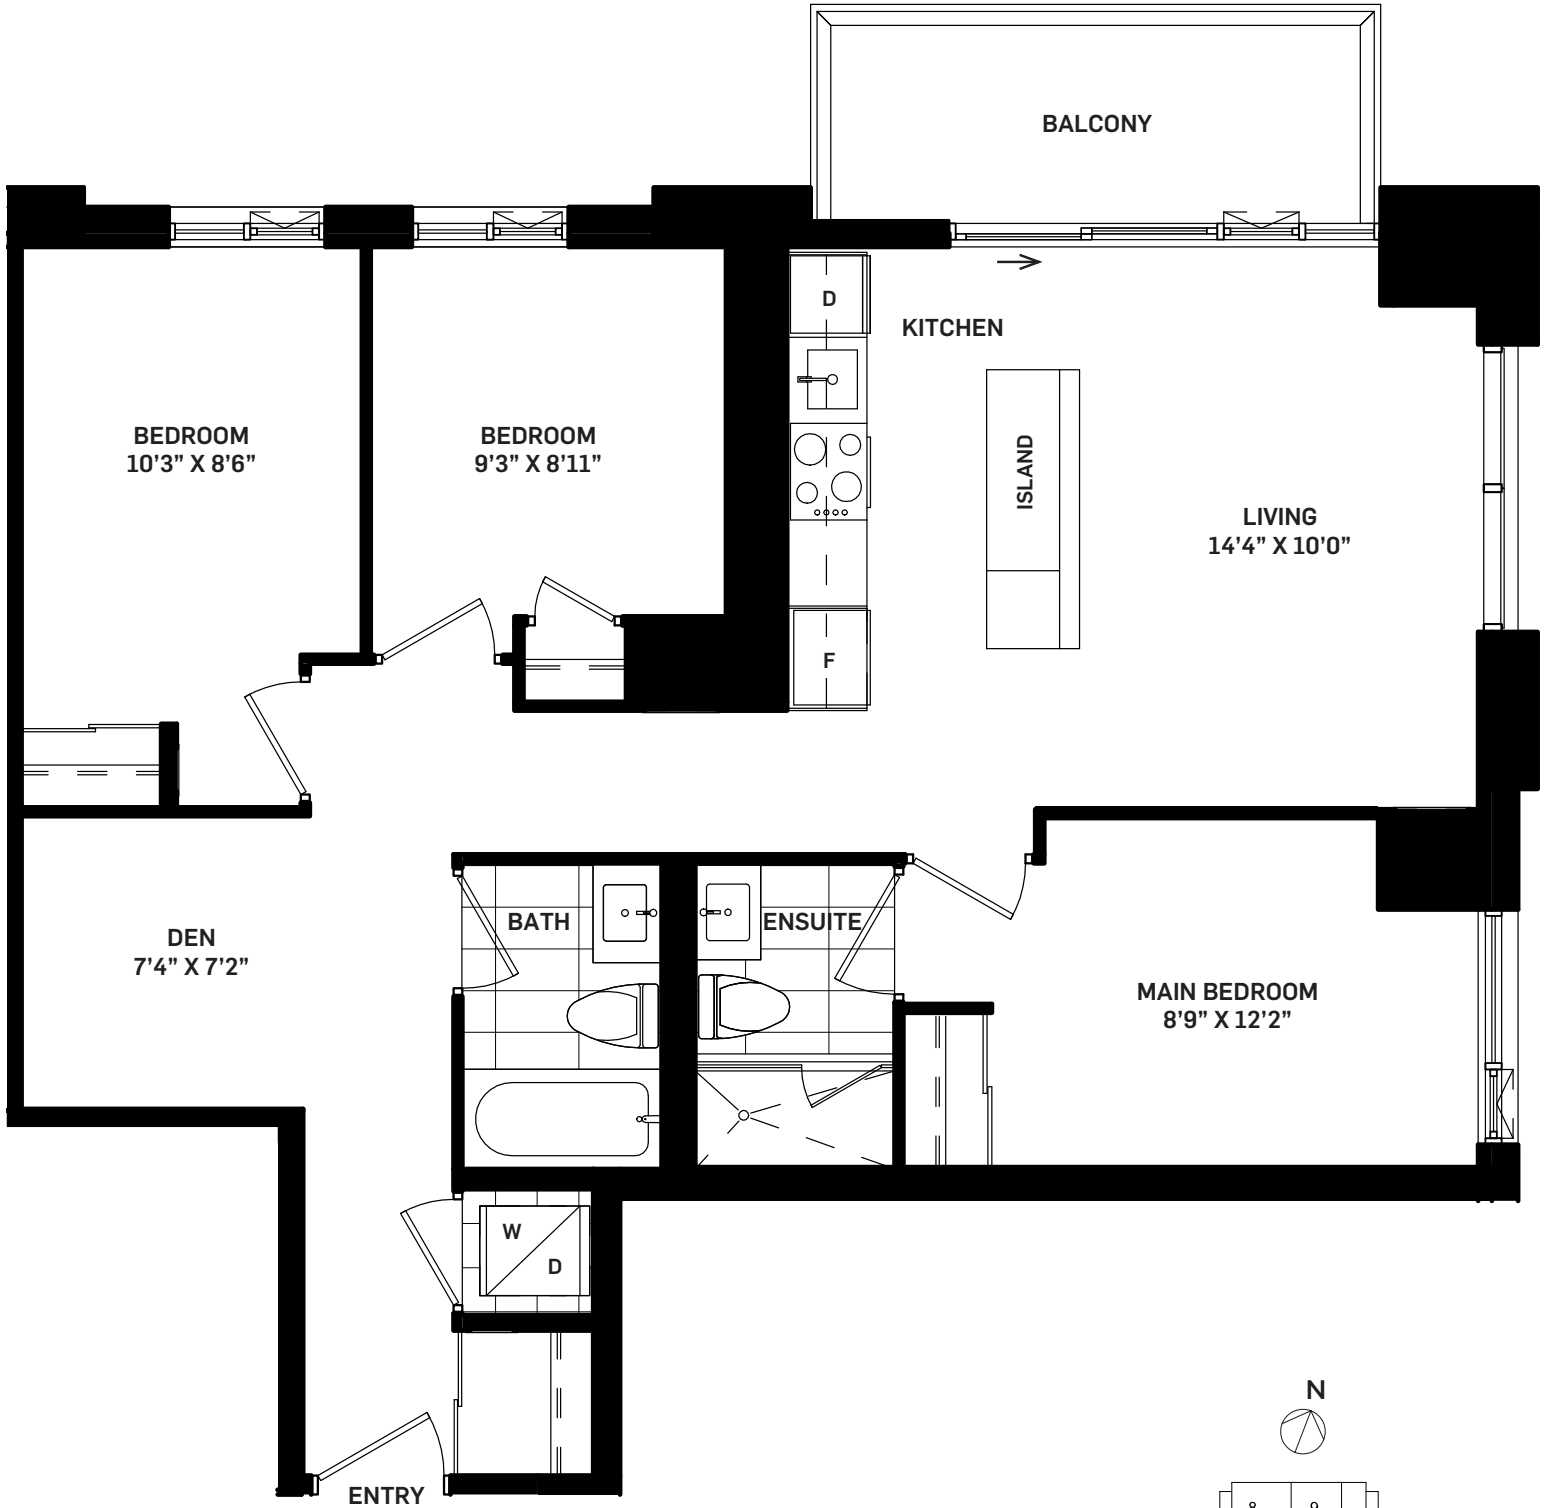 BALCONY
D
KITCHEN
BEDROOM
10'3" X 8'6"
BEDROOM
9'3" X 8'11"
ISLAND
LIVING
14'4" X 10'0"
F
BATH
ENSUITE
DEN
7'4" X 7'2"
MAIN BEDROOM
8'9" X 12'2"
W
D
N
ENTRY